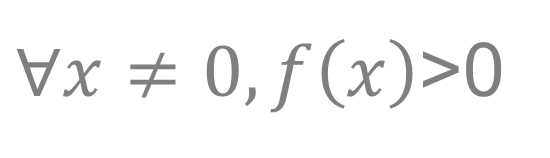 ∀𝑥 ≠ 0, 𝑓(𝑥)>0